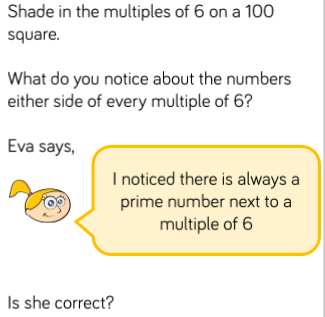 Shade in the multiples of 6 on a 100
square.
What do you notice about the numbers
either side of every multiple of 6?
Eva says,
I noticed there is always a
prime number next to a
multiple of 6
Is she correct?